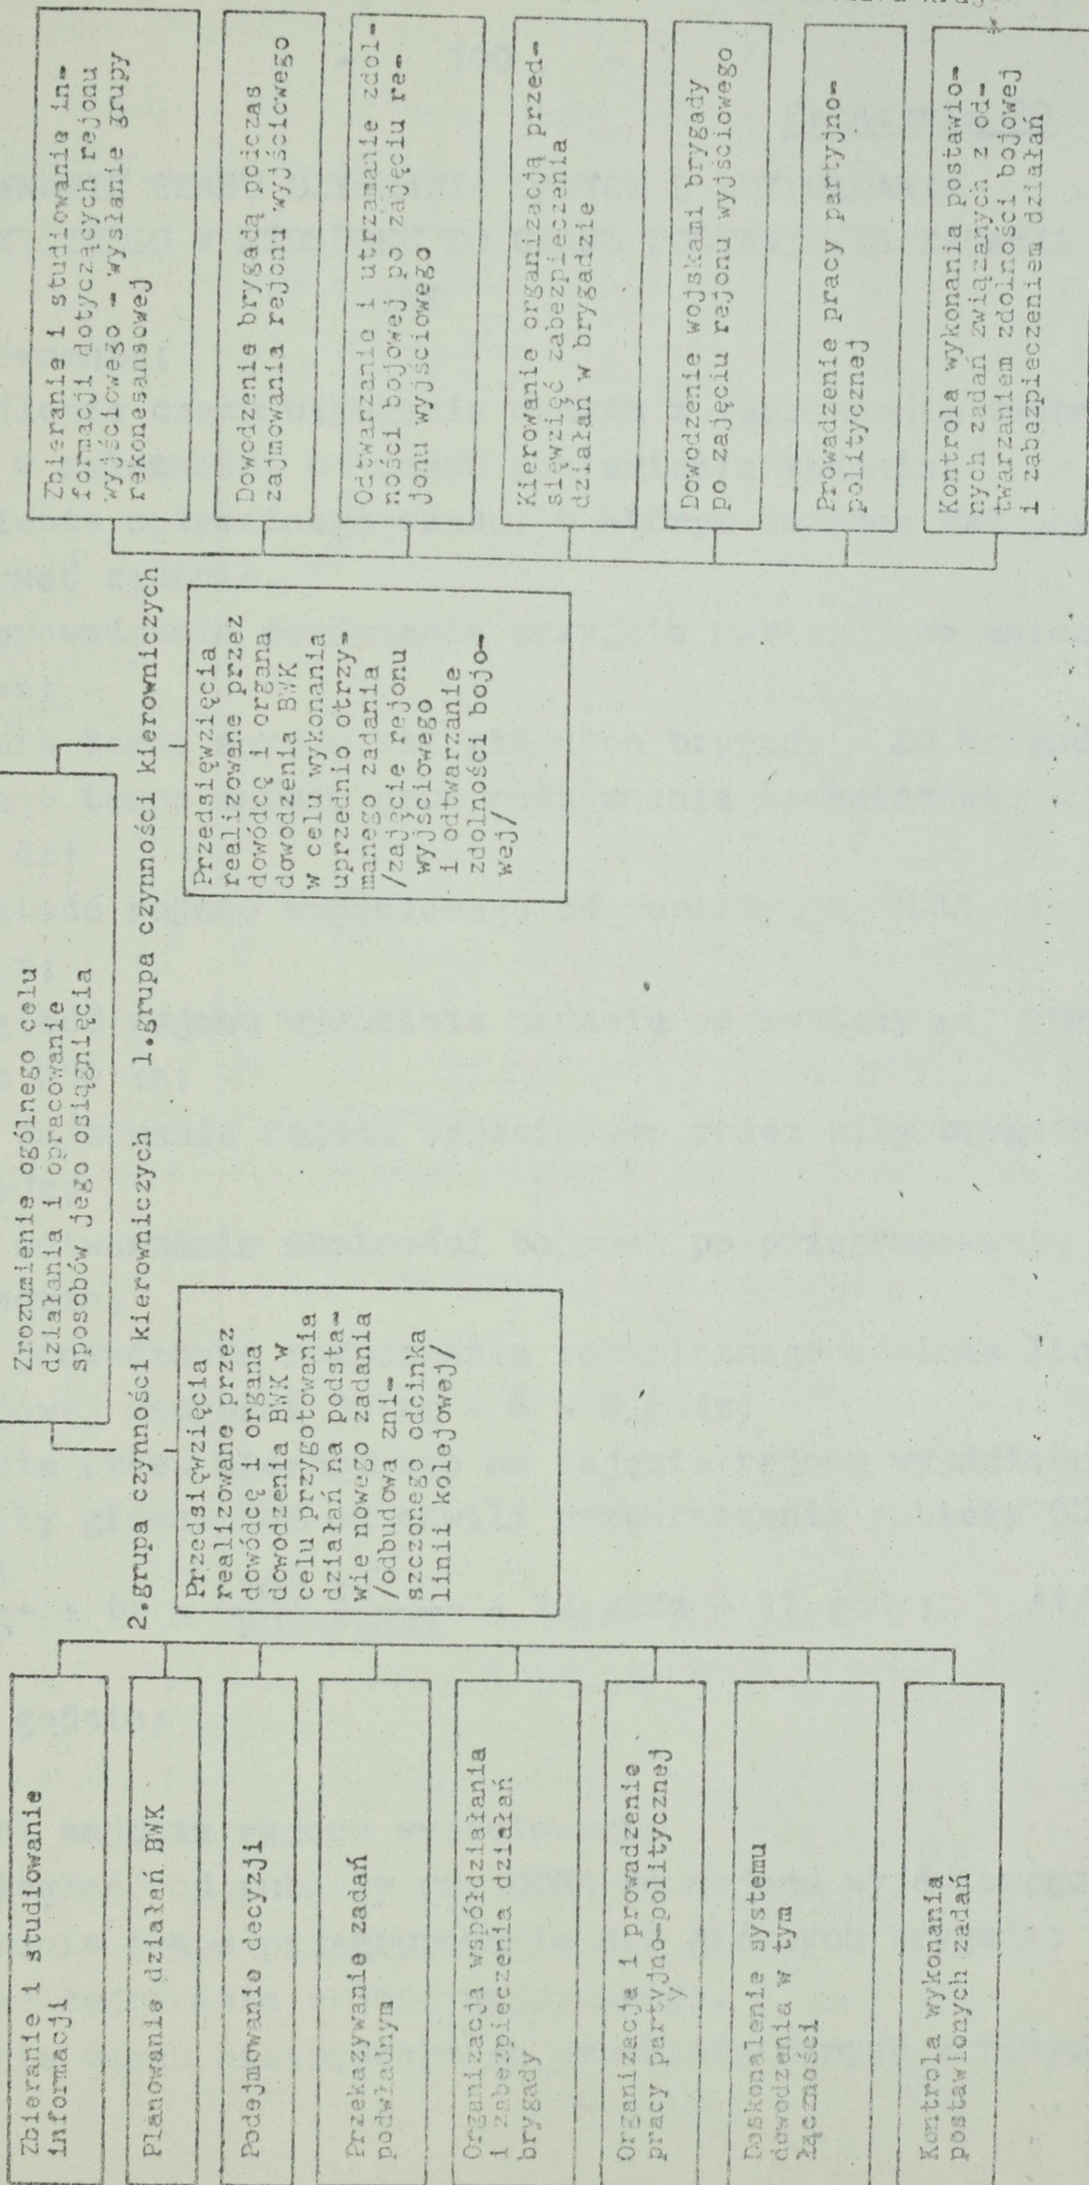 Zrozumienie ogólnego celu
działania i opracowanie
sposobów jego osiągnięcia
2.grupa czynności kierowniczych
1.grupa czynności kierowniczych
Zbieranie i studiowanie
informacji
Planowanie działań BWK
Podejmowanie decyzji
Przekazywanie zadań
podwładnym
Organizacja współdziałania
i zabezpieczenia działań
brygady
Organizacja i prowadzenie
pracy partyjno-politycznej
Doskonalenie systemu
dowodzenia w tym
łączności
Kontrola wykonania
postawionych zadań
Przedsięwzięcia
realizowane przez
dowódcę i organa
dowodzenia BWK w
celu przygotowania
działań na podsta-
wie nowego zadania
/odbudowa zni-
szczonego odcinka
linii kolejowej/
Przedsięwzięcia
realizowane przez
dowódcę i organa
dowodzenia BWK
w celu wykonania
uprzednio otrzy-
manego zadania
/zajęcie rejonu
wyjściowego
i odtwarzanie
zdolności bojo-
wej/
Zbieranie i studiowanie in-
formacji dotyczących rejonu
wyjściowego - wysłanie grupy
rekonesansowej
Dowodzenie brygadą podczas
zajmowania rejonu wyjściowego
Odtwarzanie i utrzamanie zdol-
ności bojowej po zajęciu re-
jonu wyjściowego
Kierowanie organizacją przed-
sięwzięć zabezpieczenia
działań w brygadzie
Dowodzenie wojskami brygady
po zajęciu rejonu wyjściowego
Prowadzenie pracy partyjno-
politycznej
Kontrola wykonania postawio-
nych zadań związanych z od-
twarzaniem zdolności bojowej
i zabezpieczeniem działań